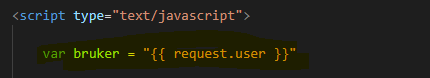 <script type="text/javascript">
var bruker = "{{ request.user }}"